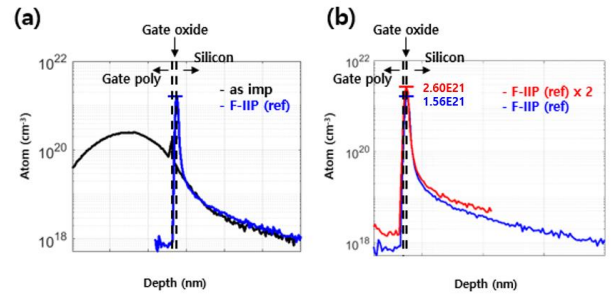 (a)
Gate oxide
Silicon
Gate poly
- as imp
- F-IIP (ref)
10²²
10²⁰
10¹⁸
Atom (cm⁻³)
Depth (nm)
(b)
Gate oxide
Silicon
Gate poly
2.60E21
1.56E21
- F-IIP (ref) x 2
- F-IIP (ref)
10²²
10²⁰
10¹⁸
Atom (cm⁻³)
Depth (nm)